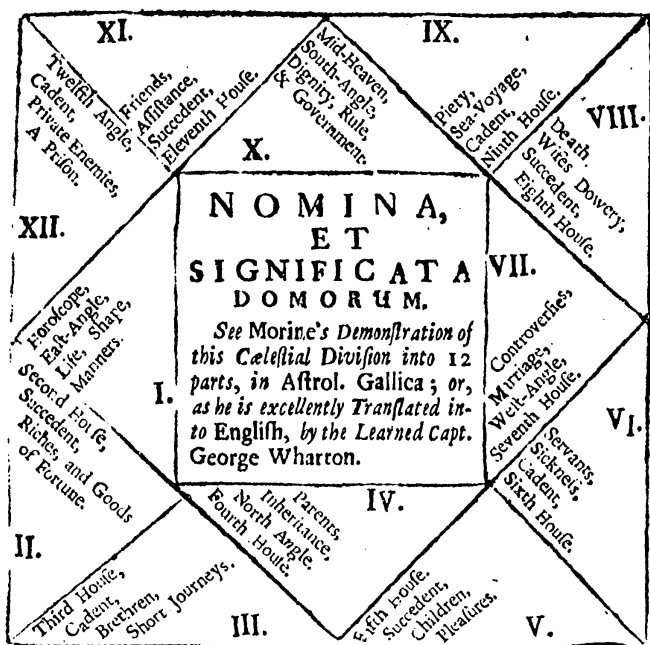 XI.
Twelfth Angle,
Cadent,
Private Enemies,
A Prison.
Friends,
Aſſiſtance,
Succedent,
Eleventh Houſe.
Mid-Heaven,
South-Angle,
Dignity, Rule,
& Government.
X.
IX.
Piety,
Sea-Voyage,
Cadent,
Ninth Houſe.
Death.
Wifes Dowery,
Succedent,
Eighth Houſe.
VIII.
XII.
NOMINA,
ET
SIGNIFICATA
DOMORUM.
See Morine's Demonſtration of
this Cæleſtial Diviſion into 12
parts, in Aſtrol. Gallica; or,
as he is excellently Tranſlated in-
to Engliſh, by the Learned Capt.
George Wharton.
VII.
Horoſcope,
Eaſt-Angle,
Life, Shape,
Manners.
I.
Controverſies,
Marriage,
Weſt-Angle,
Seventh Houſe.
VI.
Second Houſe,
Succedent,
Riches, and Goods
of Fortune.
Servants,
Sickneſs,
Cadent,
Sixth Houſe.
II.
Third Houſe,
Cadent,
Brethren,
Short Journeys.
III.
Parents,
Inheritance,
North Angle.
Fourth Houſe.
IV.
Fifth Houſe.
Succedent,
Children,
Pleaſures.
V.